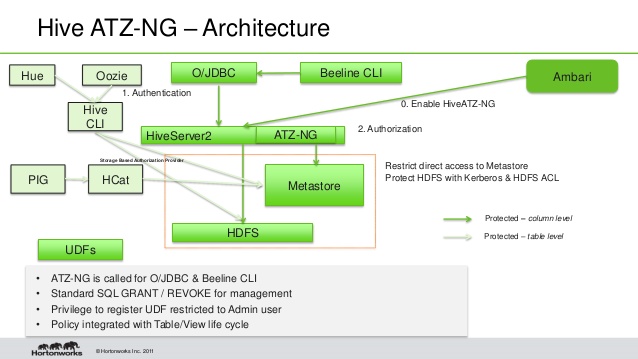 Hive ATZ-NG – Architecture
Hue
Oozie
O/JDBC
Beeline CLI
Ambari
1. Authentication
0. Enable HiveATZ-NG
Hive
CLI
HiveServer2
ATZ-NG
2. Authorization
Storage Based Authorization Provider
Restrict direct access to Metastore
Protect HDFS with Kerberos & HDFS ACL
PIG
HCat
Metastore
Protected – column level
HDFS
Protected – table level
UDFs
• ATZ-NG is called for O/JDBC & Beeline CLI
• Standard SQL GRANT / REVOKE for management
• Privilege to register UDF restricted to Admin user
• Policy integrated with Table/View life cycle
Hortonworks
© Hortonworks Inc. 2011